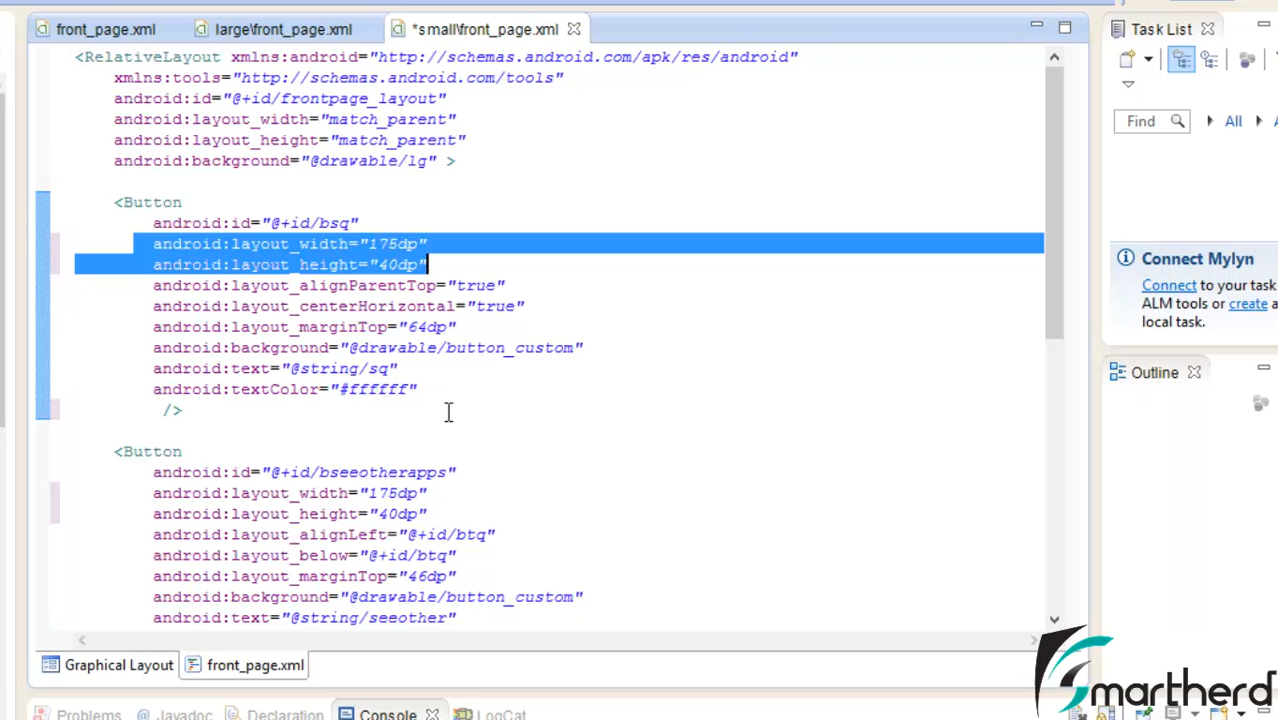 front_page.xml
large\front_page.xml
*small\front_page.xml
Task List
<RelativeLayout xmlns:android="http://schemas.android.com/apk/res/android"
xmlns:tools="http://schemas.android.com/tools"
android:id="@+id/frontpage_layout"
android:layout_width="match_parent"
android:layout_height="match_parent"
android:background="@drawable/lg" >
Find
All
<Button
android:id="@+id/bsq"
android:layout_width="175dp"
android:layout_height="40dp"
android:layout_alignParentTop="true"
android:layout_centerHorizontal="true"
android:layout_marginTop="64dp"
android:background="@drawable/button_custom"
android:text="@string/sq"
android:textColor="#ffffff"
/>
Connect Mylyn
Connect to your task
ALM tools or create a
local task.
Outline
<Button
android:id="@+id/bseeotherapps"
android:layout_width="175dp"
android:layout_height="40dp"
android:layout_alignLeft="@+id/btq"
android:layout_below="@+id/btq"
android:layout_marginTop="46dp"
android:background="@drawable/button_custom"
android:text="@string/seeother"
Graphical Layout
front_page.xml
Problems
Javadoc
Declaration
Console
LogCat
martherd